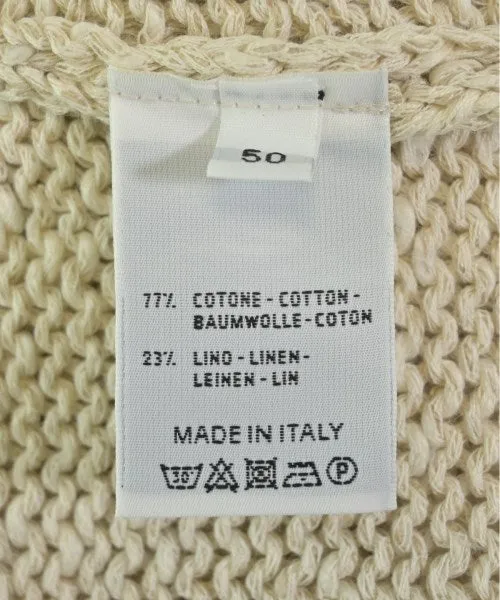 50
77% COTONE - COTTON -
BAUMWOLLE - COTON
23% LINO - LINEN -
LEINEN - LIN
MADE IN ITALY
30° P